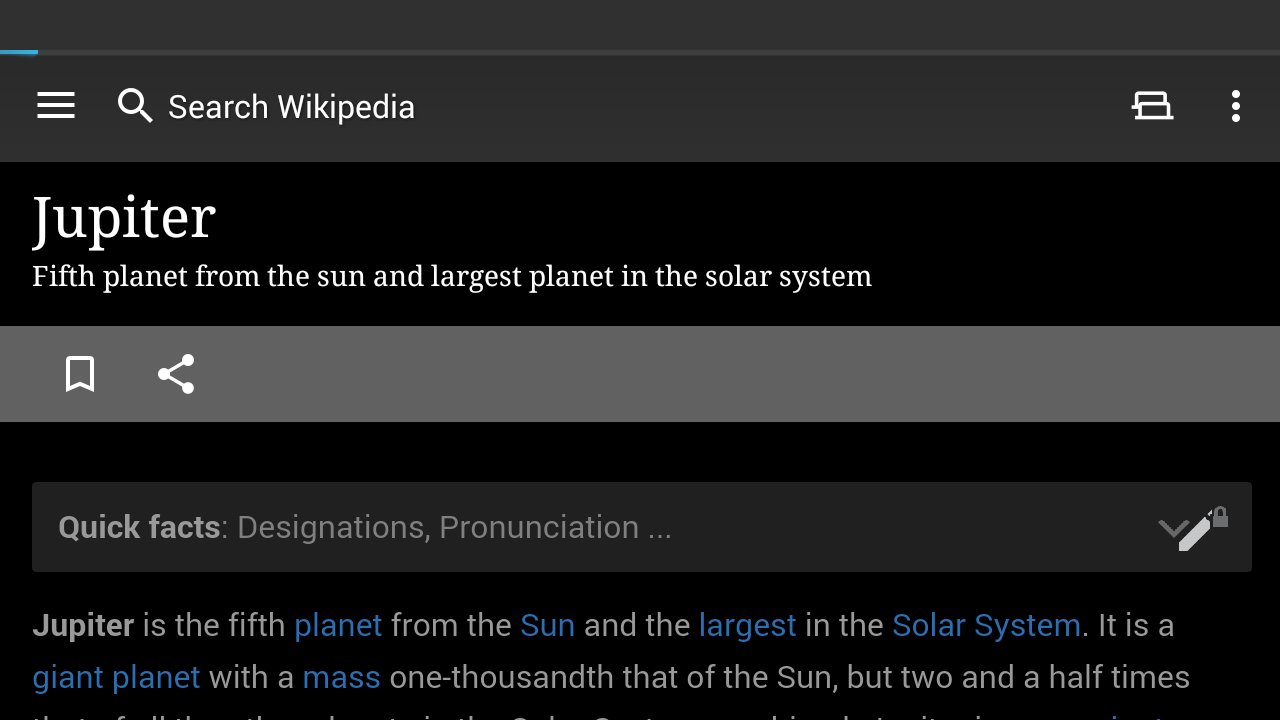 Search Wikipedia
Jupiter
Fifth planet from the sun and largest planet in the solar system
Quick facts: Designations, Pronunciation ...
Jupiter is the fifth planet from the Sun and the largest in the Solar System. It is a
giant planet with a mass one-thousandth that of the Sun, but two and a half times